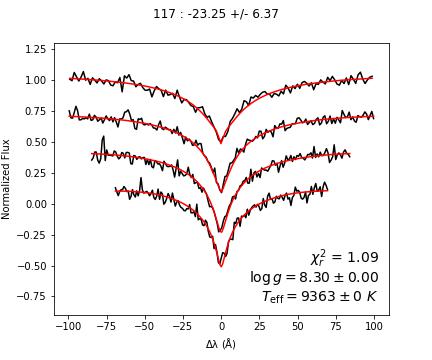 117 : -23.25 +/- 6.37
1.25
1.00
0.75
0.50
0.25
0.00
−0.25
−0.50
−0.75
Normalized Flux
χ²ᵣ = 1.09
log g = 8.30 ± 0.00
T_eff = 9363 ± 0 K
−100 −75 −50 −25 0 25 50 75 100
Δλ (Å)